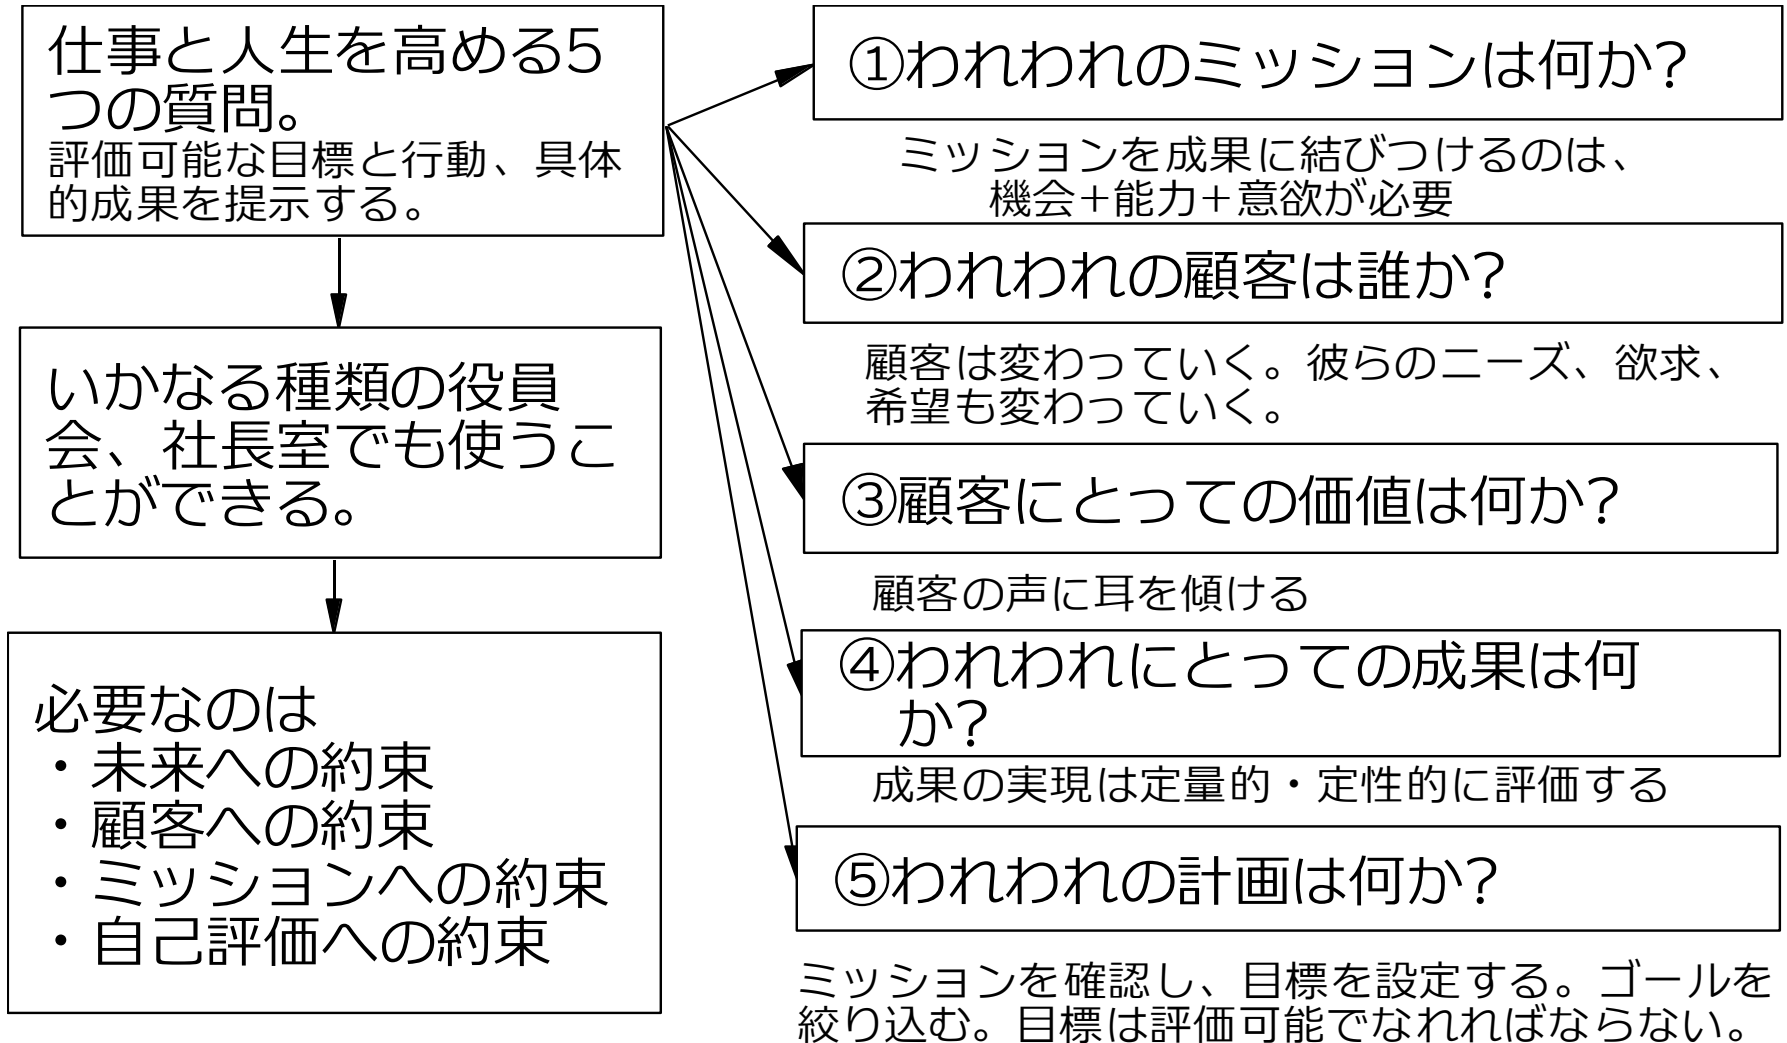 仕事と人生を高める5
つの質問。
評価可能な目標と行動、具体
的成果を提示する。
いかなる種類の役員
会、社長室でも使うこ
とができる。
必要なのは
・未来への約束
・顧客への約束
・ミッションへの約束
・自己評価への約束
①われわれのミッションは何か?
ミッションを成果に結びつけるのは、
機会+能力+意欲が必要
②われわれの顧客は誰か?
顧客は変わっていく。彼らのニーズ、欲求、
希望も変わっていく。
③顧客にとっての価値は何か?
顧客の声に耳を傾ける
④われわれにとっての成果は何
か?
成果の実現は定量的・定性的に評価する
⑤われわれの計画は何か?
ミッションを確認し、目標を設定する。ゴールを
絞り込む。目標は評価可能でなれればならない。